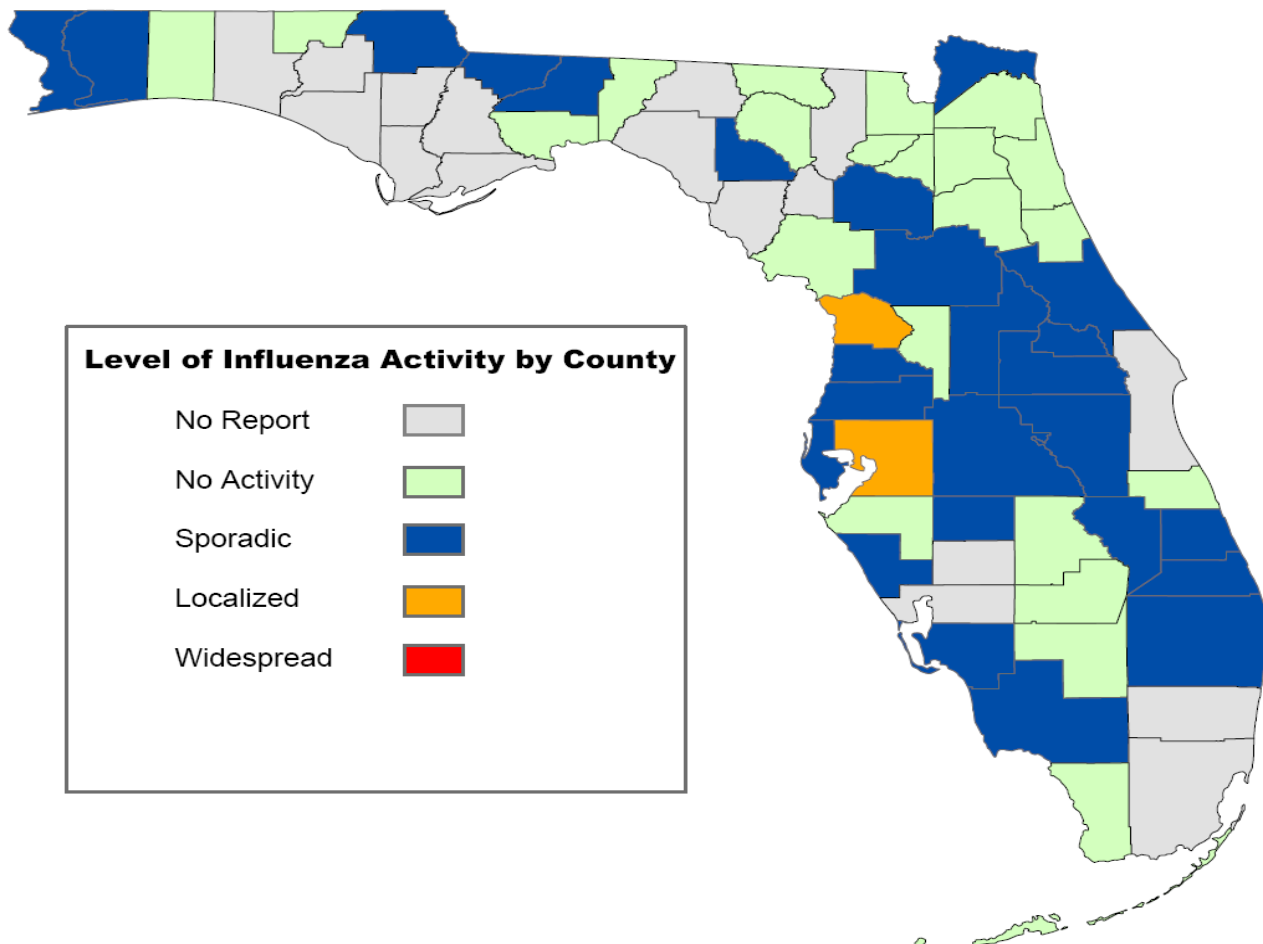 Level of Influenza Activity by County
No Report
No Activity
Sporadic
Localized
Widespread